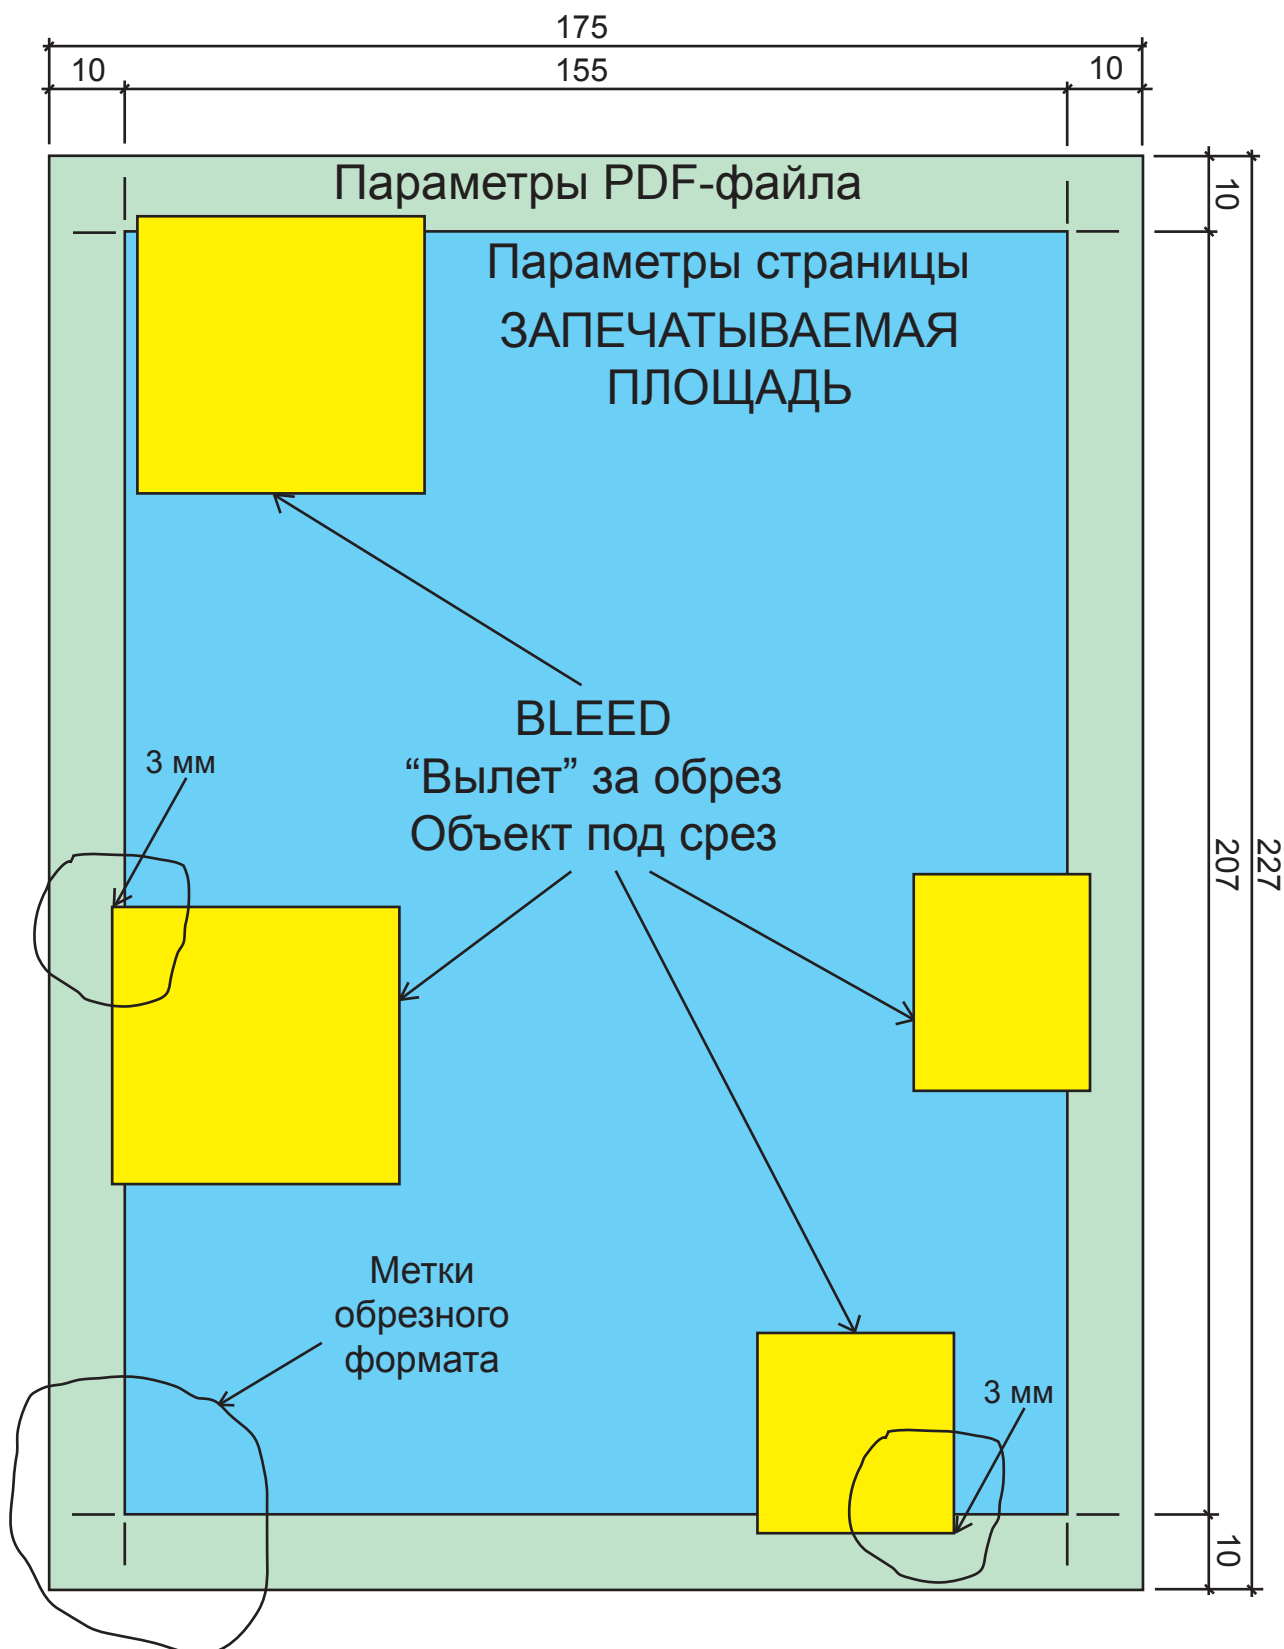 175
10
155
10
Параметры PDF-файла
10
Параметры страницы
ЗАПЕЧАТЫВАЕМАЯ
ПЛОЩАДЬ
BLEED
“Вылет” за обрез
Объект под срез
3 мм
207
227
Метки
обрезного
формата
3 мм
10